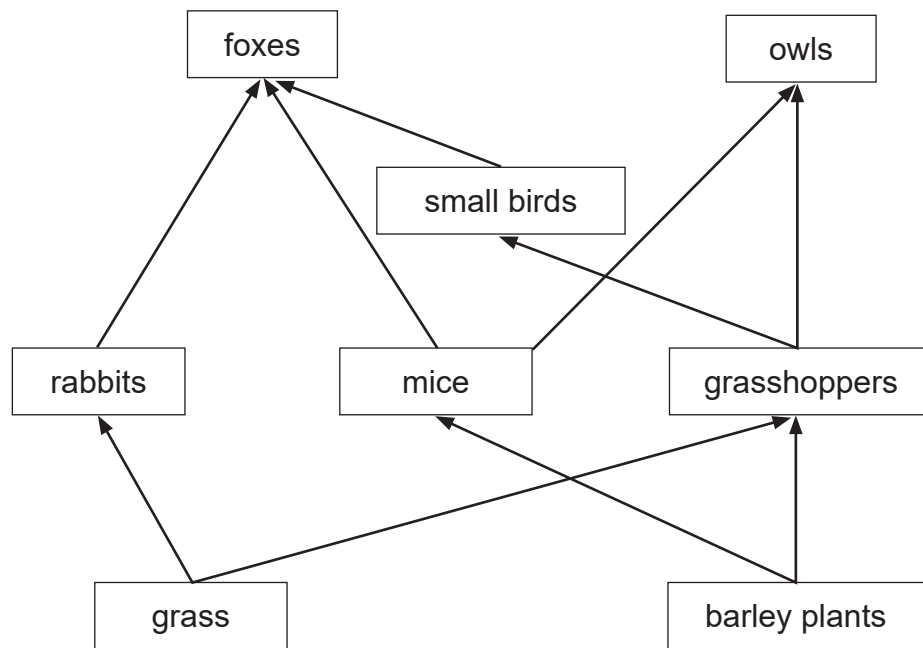 foxes
owls
small birds
rabbits
mice
grasshoppers
grass
barley plants